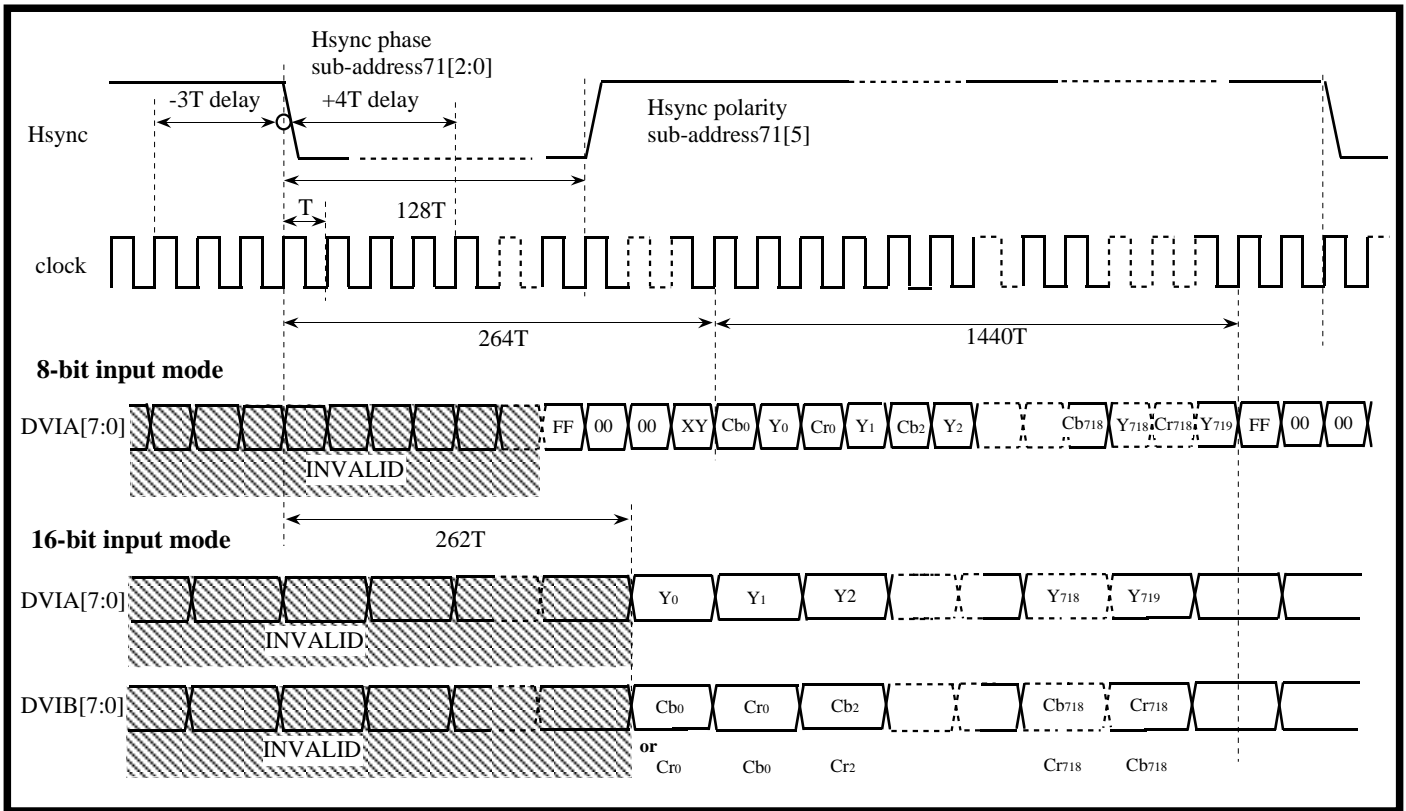 Hsync phase
sub-address71[2:0]
-3T delay
+4T delay
Hsync polarity
sub-address71[5]
Hsync
T
128T
clock
264T
1440T
8-bit input mode
DVIA[7:0]
FF 00 00 XY Cb0 Y0 Cr0 Y1 Cb2 Y2 Cb718 Y718 Cr718 Y719 FF 00 00
INVALID
262T
16-bit input mode
DVIA[7:0]
Y0 Y1 Y2 Y718 Y719
INVALID
DVIB[7:0]
Cb0 Cr0 Cb2 Cb718 Cr718
INVALID
or
Cr0 Cb0 Cr2 Cr718 Cb718